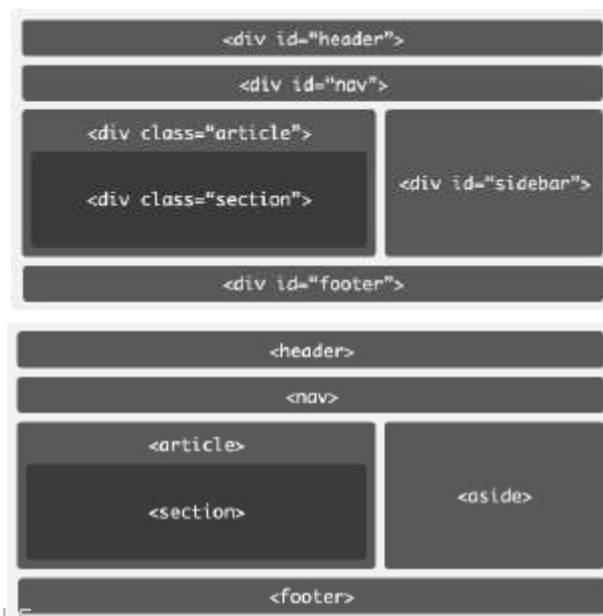 <div id=“header”>
<div id=“nav”>
<div class=“article”>
<div class=“section”>
<div id=“sidebar”>
<div id=“footer”>
<header>
<nav>
<article>
<section>
<aside>
<footer>